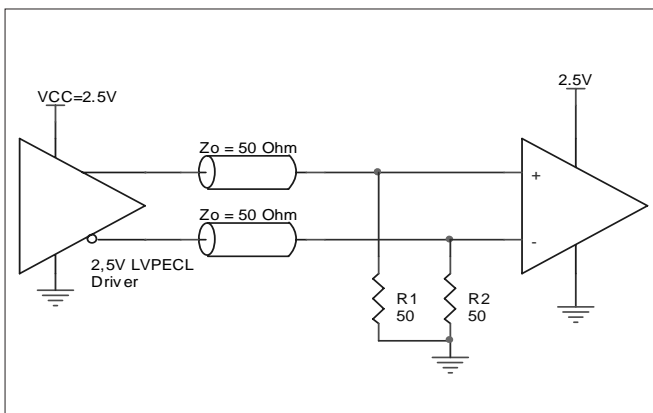 VCC=2.5V
2.5V
Zo = 50 Ohm
+
Zo = 50 Ohm
-
2,5V LVPECL
Driver
R1
50
R2
50